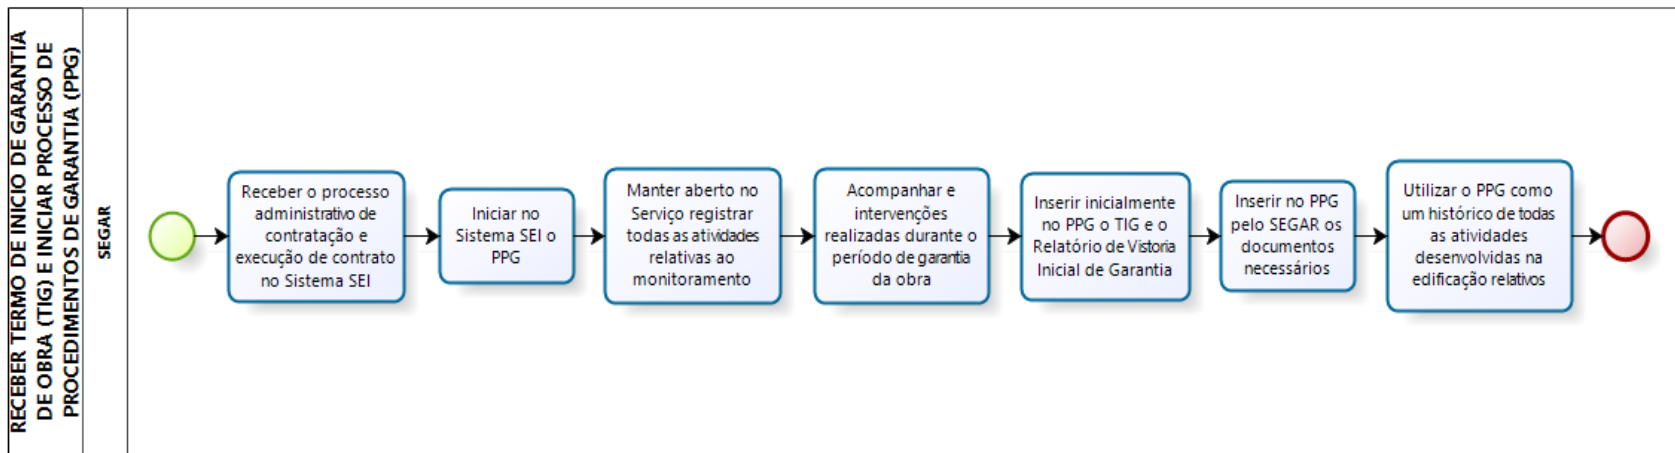 RECEBER TERMO DE INICIO DE GARANTIA
DE OBRA (TIG) E INICIAR PROCESSO DE
PROCEDIMENTOS DE GARANTIA (PPG)
SEGAR
Receber o processo
administrativo de
contratação e
execução de contrato
no Sistema SEI
Iniciar no
Sistema SEI o
PPG
Manter aberto no
Serviço registrar
todas as atividades
relativas ao
monitoramento
Acompanhar e
intervenções
realizadas durante o
período de garantia
da obra
Inserir inicialmente
no PPG o TIG e o
Relatório de Vistoria
Inicial de Garantia
Inserir no PPG
pelo SEGAR os
documentos
necessários
Utilizar o PPG como
um histórico de todas
as atividades
desenvolvidas na
edificação relativos